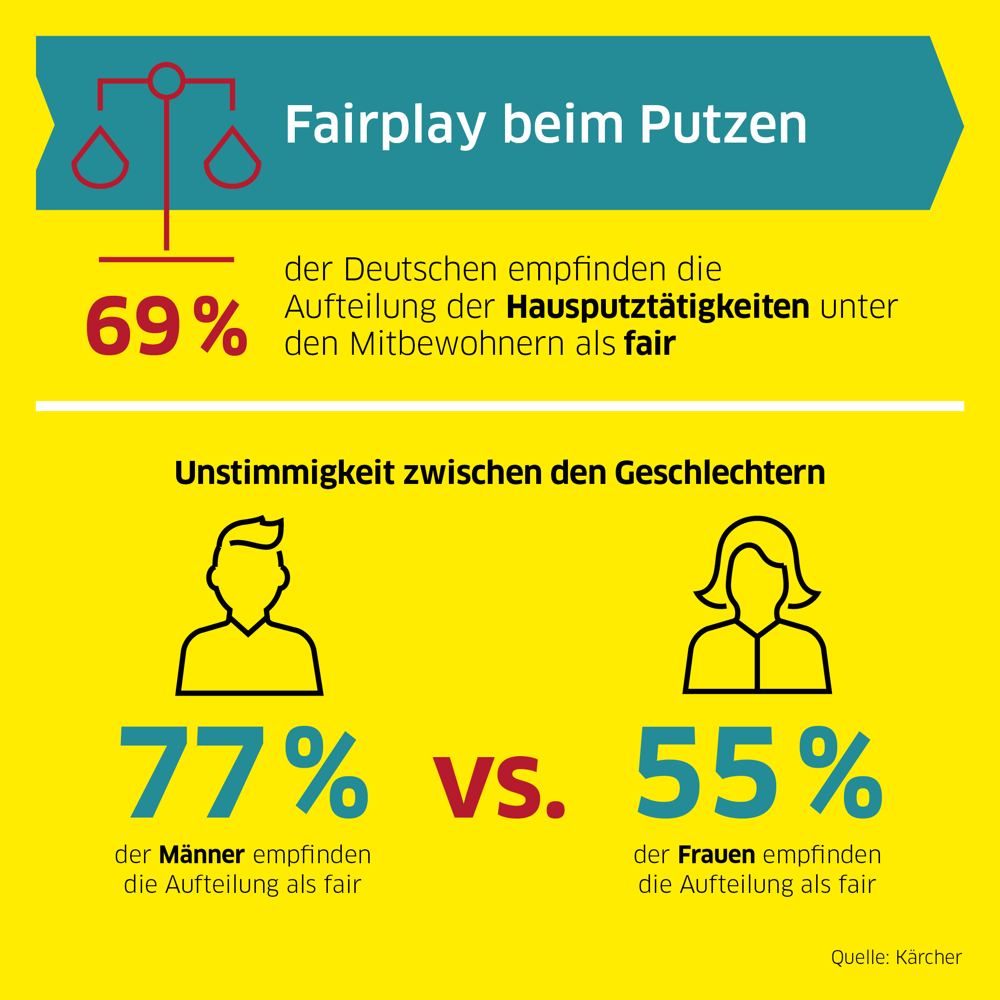 Fairplay beim Putzen
69 %
der Deutschen empfinden die
Aufteilung der Hausputztätigkeiten unter
den Mitbewohnern als fair
Unstimmigkeit zwischen den Geschlechtern
77 %
der Männer empfinden
die Aufteilung als fair
vs.
55 %
der Frauen empfinden
die Aufteilung als fair
Quelle: Kärcher